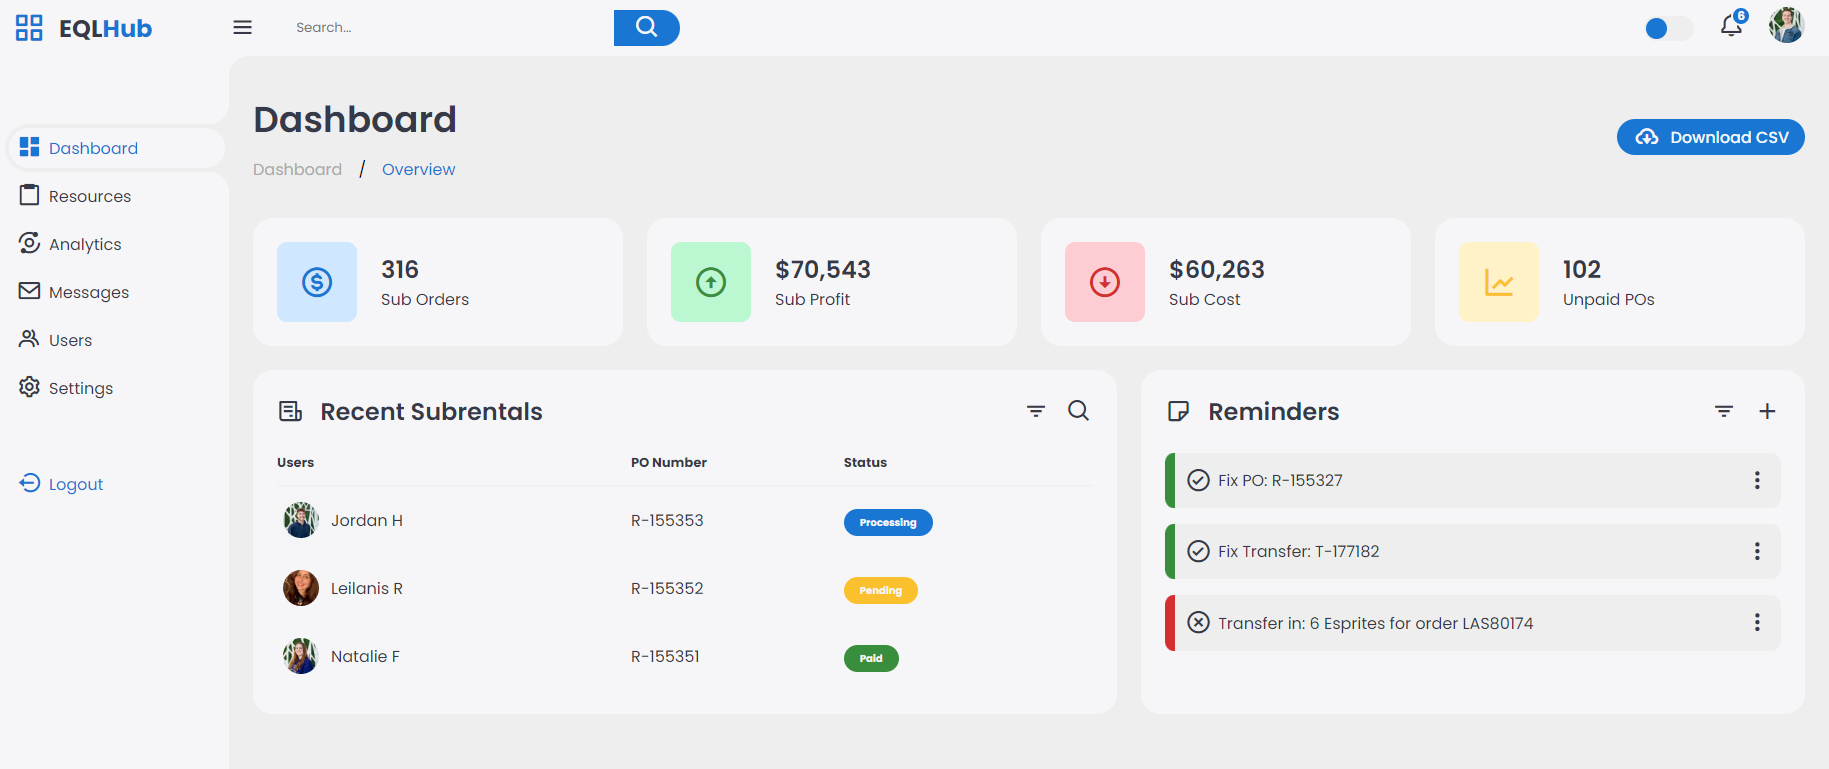 EQLHub
Search...
6
Dashboard
Resources
Analytics
Messages
Users
Settings
Logout
Dashboard
Dashboard / Overview
Download CSV
316
Sub Orders
$70,543
Sub Profit
$60,263
Sub Cost
102
Unpaid POs
Recent Subrentals
Users PO Number Status
Jordan H R-155353 Processing
Leilanis R R-155352 Pending
Natalie F R-155351 Paid
Reminders
Fix PO: R-155327
Fix Transfer: T-177182
Transfer in: 6 Esprites for order LAS80174